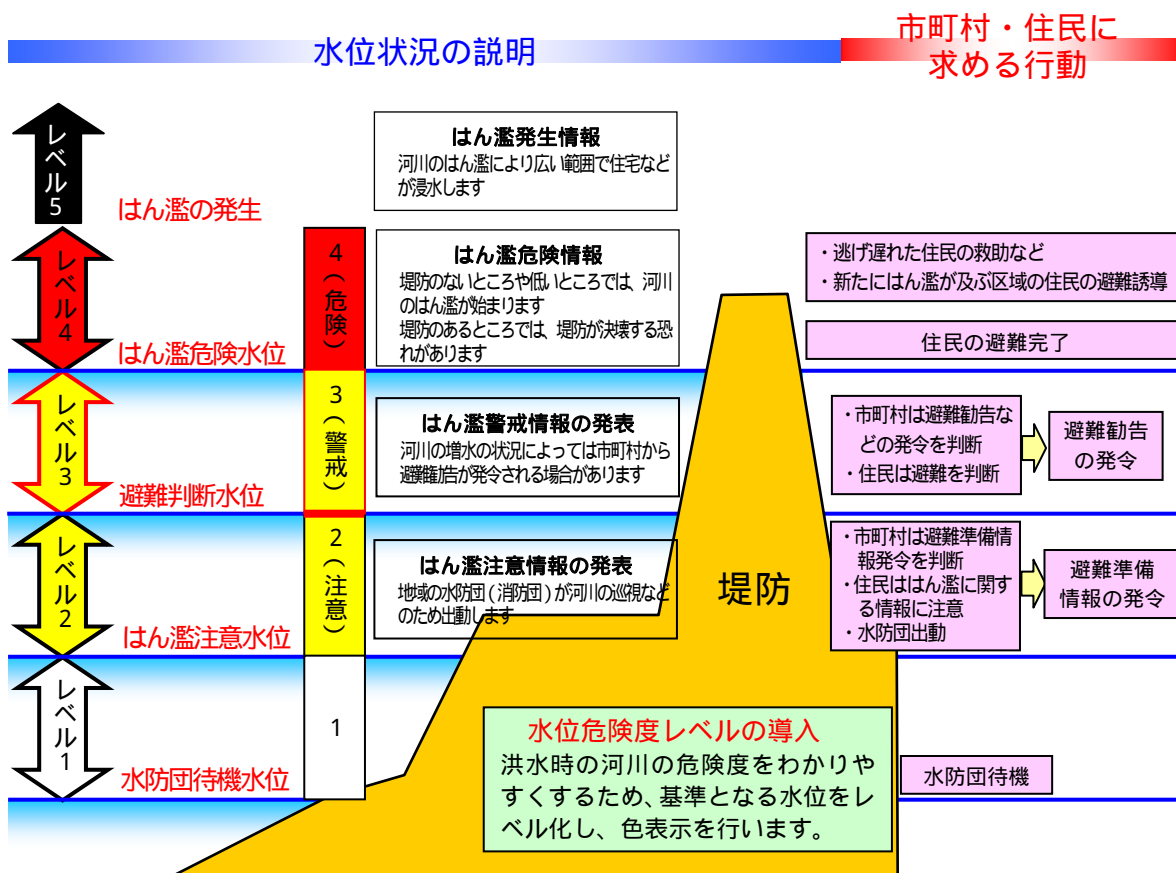 水位状況の説明
市町村・住民に
求める行動
レベル5
はん濫の発生
はん濫発生情報
河川のはん濫により広い範囲で住宅など
が浸水します
レベル4
はん濫危険水位
4（危険）
はん濫危険情報
堤防のないところや低いところでは、河川
のはん濫が始まります
堤防のあるところでは、堤防が決壊する恐
れがあります
・逃げ遅れた住民の救助など
・新たにはん濫が及ぶ区域の住民の避難誘導
住民の避難完了
レベル3
避難判断水位
3（警戒）
はん濫警戒情報の発表
河川の増水の状況によっては市町村から
避難勧告が発令される場合があります
・市町村は避難勧告な
どの発令を判断
・住民は避難を判断
避難勧告
の発令
レベル2
はん濫注意水位
2（注意）
はん濫注意情報の発表
地域の水防団(消防団)が河川の巡視など
のため出動します
堤防
・市町村は避難準備情
報発令を判断
・住民ははん濫に関す
る情報に注意
・水防団出動
避難準備
情報の発令
レベル1
水防団待機水位
1
水位危険度レベルの導入
洪水時の河川の危険度をわかりや
すくするため、基準となる水位をレ
ベル化し、色表示を行います。
水防団待機